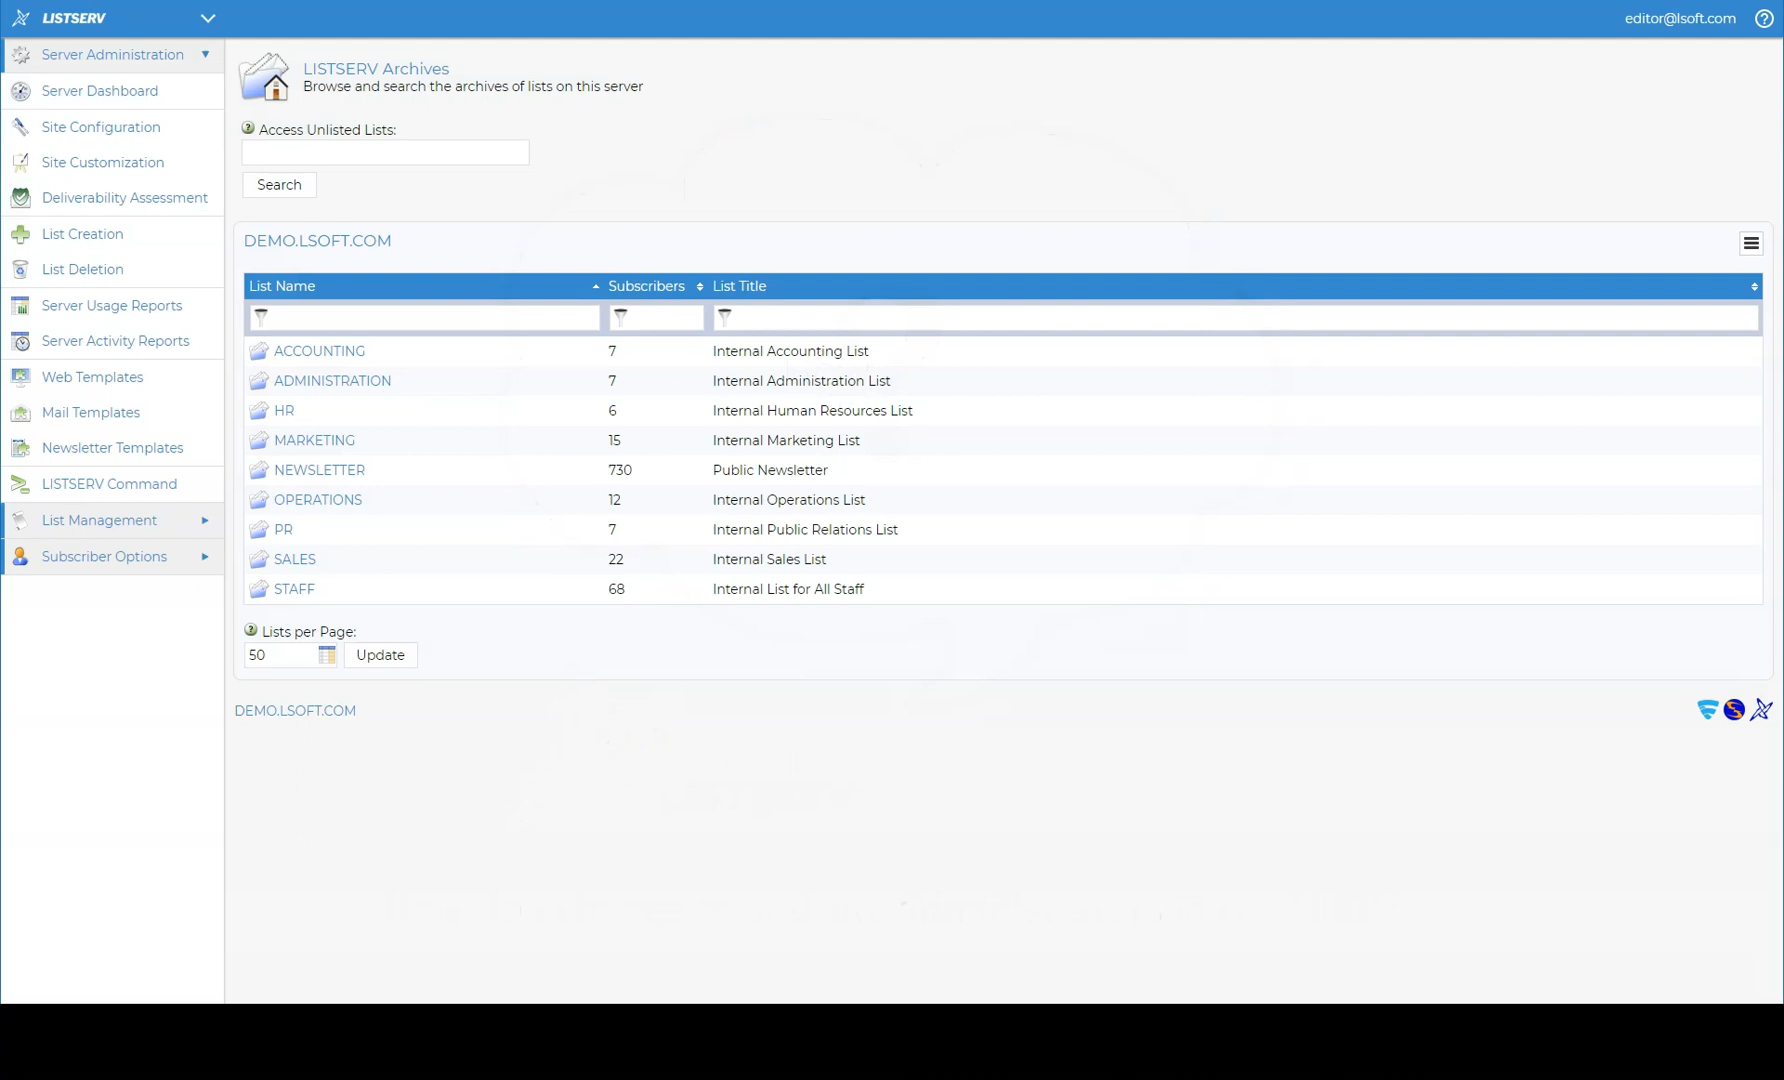 LISTSERV
editor@lsoft.com
Server Administration
Server Dashboard
Site Configuration
Site Customization
Deliverability Assessment
List Creation
List Deletion
Server Usage Reports
Server Activity Reports
Web Templates
Mail Templates
Newsletter Templates
LISTSERV Command
List Management
Subscriber Options
LISTSERV Archives
Browse and search the archives of lists on this server
Access Unlisted Lists:
Search
DEMO.LSOFT.COM
List Name Subscribers List Title
ACCOUNTING 7 Internal Accounting List
ADMINISTRATION 7 Internal Administration List
HR 6 Internal Human Resources List
MARKETING 15 Internal Marketing List
NEWSLETTER 730 Public Newsletter
OPERATIONS 12 Internal Operations List
PR 7 Internal Public Relations List
SALES 22 Internal Sales List
STAFF 68 Internal List for All Staff
Lists per Page:
50 Update
DEMO.LSOFT.COM